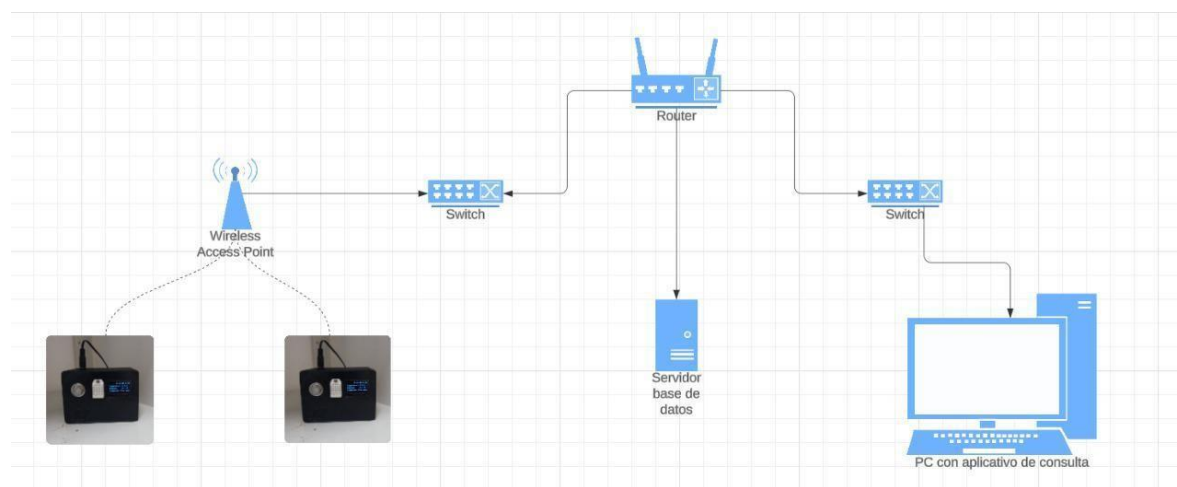 Router
Switch
Switch
Wireless
Access Point
Servidor
base de
datos
PC con aplicativo de consulta